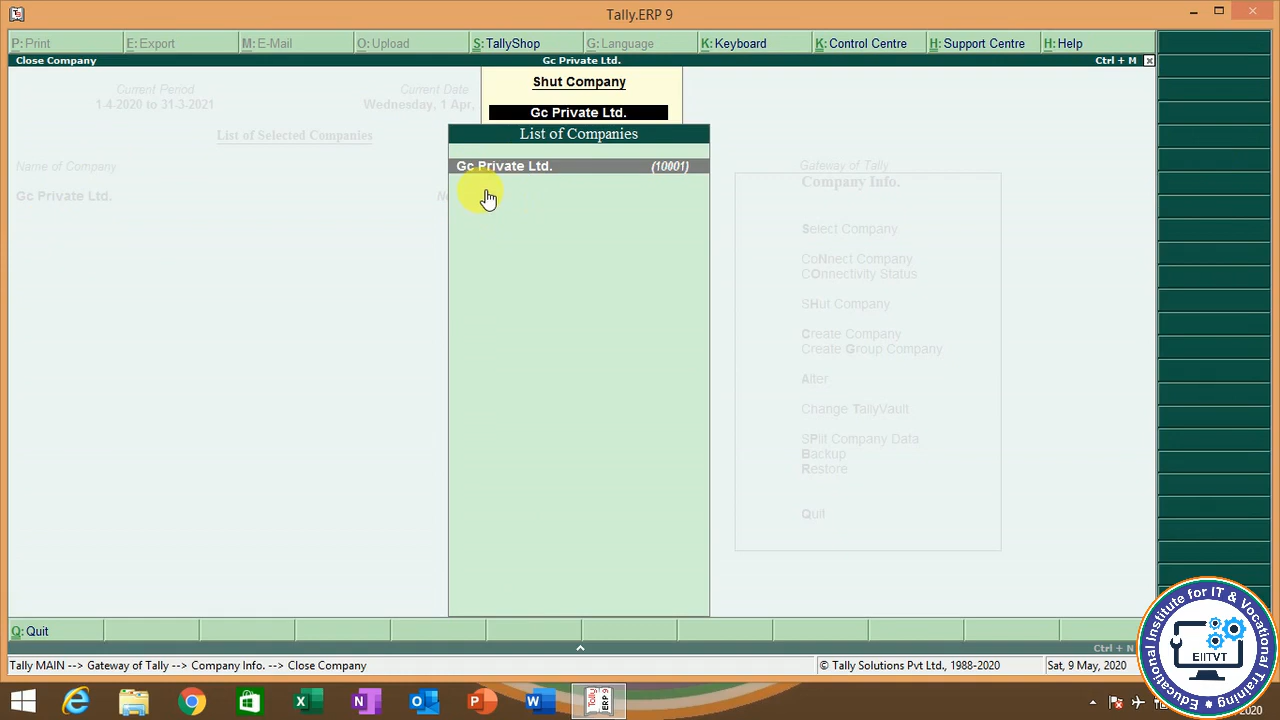 Tally.ERP 9
P: Print
E: Export
M: E-Mail
O: Upload
S: TallyShop
G: Language
K: Keyboard
K: Control Centre
H: Support Centre
H: Help
Close Company
Gc Private Ltd.
Ctrl + M
Shut Company
Gc Private Ltd.
Current Period
1-4-2020 to 31-3-2021
Current Date
Wednesday, 1 Apr,
List of Selected Companies
Name of Company
Gc Private Ltd.
List of Companies
Gc Private Ltd. (10001)
Gateway of Tally
Company Info.
Select Company
CoNnect Company
COnnectivity Status
SHut Company
Create Company
Create Group Company
Alter
Change TallyVault
SPlit Company Data
Backup
Restore
Quit
Q: Quit
Ctrl + N
Tally MAIN --> Gateway of Tally --> Company Info. --> Close Company
© Tally Solutions Pvt Ltd., 1988-2020
Sat, 9 May, 2020
Educational Institute for IT & Vocational Training
EIITVT
2020